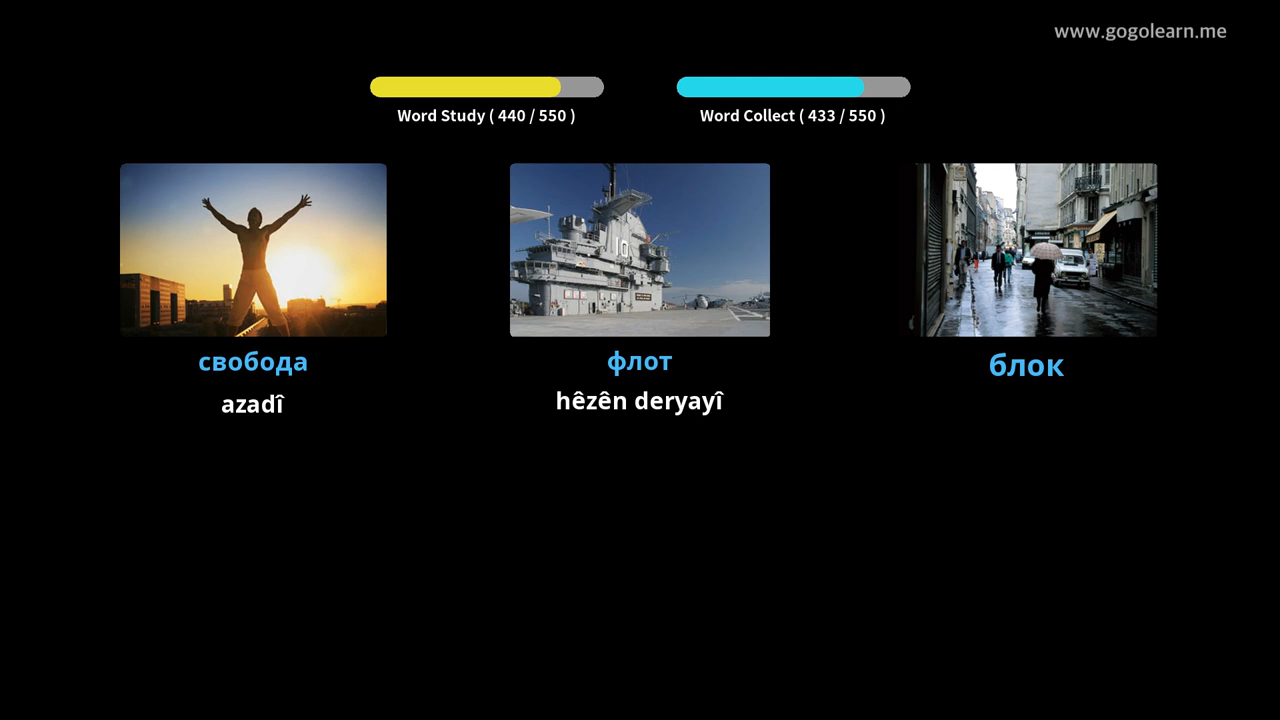 www.gogolearn.me
Word Study ( 440 / 550 )
Word Collect ( 433 / 550 )
свобода
azadî
флот
hêzên deryayî
блок